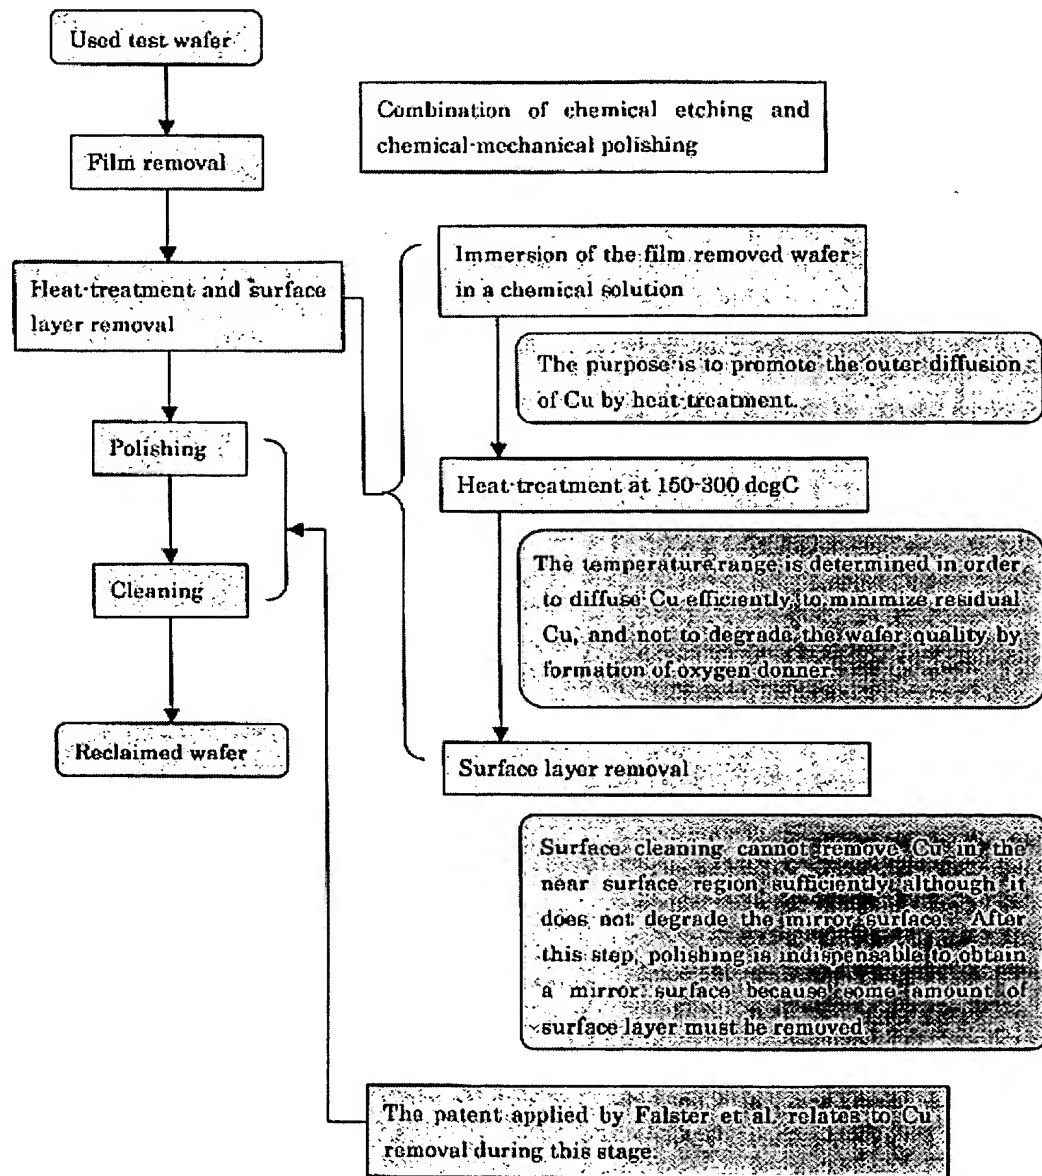 Used test wafer
Combination of chemical etching and
chemical-mechanical polishing
Film removal
Immersion of the film removed wafer
in a chemical solution
Heat-treatment and surface
layer removal
The purpose is to promote the outer diffusion
of Cu by heat-treatment.
Polishing
Heat-treatment at 150-300 degC
The temperature range is determined in order
to diffuse Cu efficiently, to minimize residual
Cu, and not to degrade the wafer quality by
formation of oxygen donner.
Cleaning
Reclaimed wafer
Surface layer removal
Surface cleaning cannot remove Cu in the
near surface region sufficiently although it
does not degrade the mirror surface. After
this step, polishing is indispensable to obtain
a mirror surface because some amount of
surface layer must be removed
The patent applied by Falster et al. relates to Cu
removal during this stage.